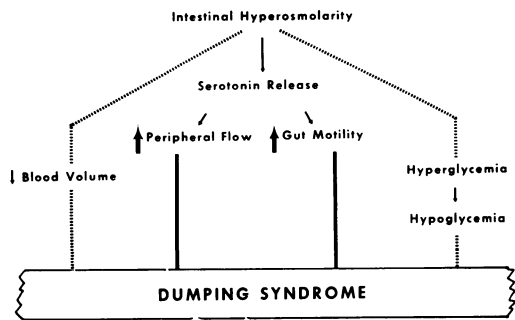 Intestinal Hyperosmolarity
Serotonin Release
Peripheral Flow
Gut Motility
Blood Volume
Hyperglycemia
Hypoglycemia
DUMPING SYNDROME